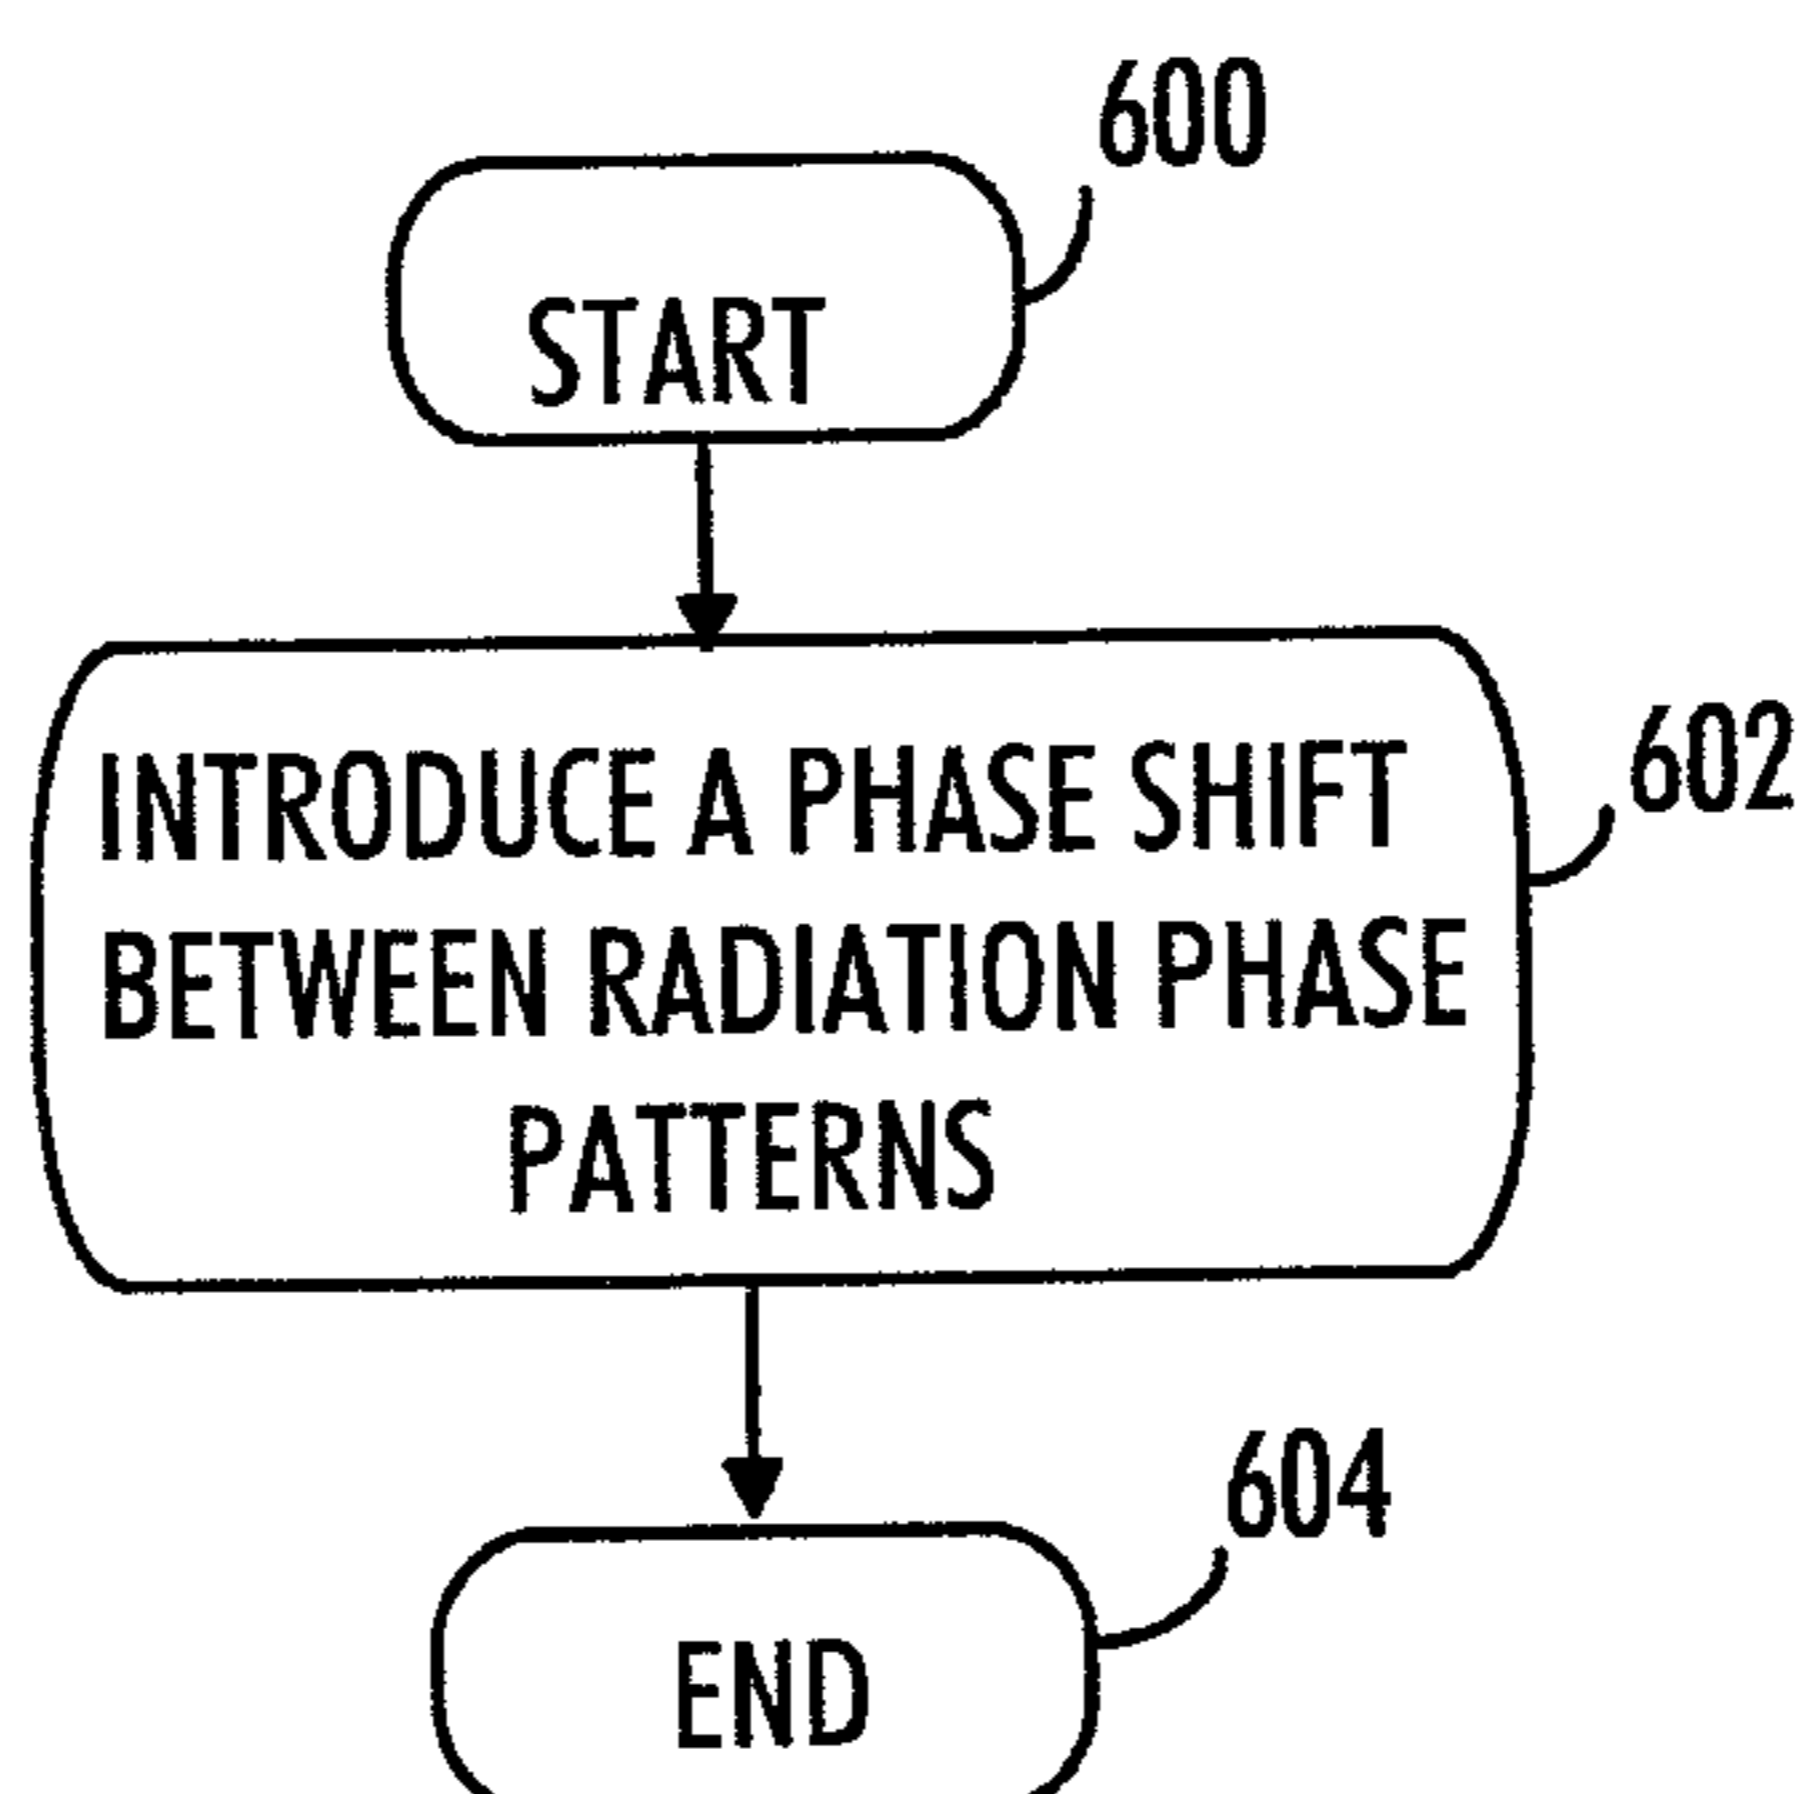 600
START
INTRODUCE A PHASE SHIFT
602
BETWEEN RADIATION PHASE
PATTERNS
604
END